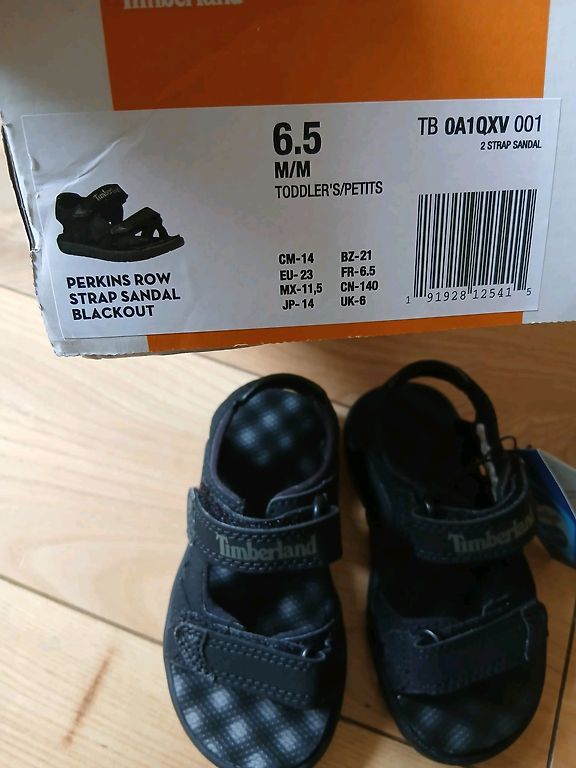 Timberland
6.5
M/M
TODDLER'S/PETITS
TB 0A1QXV 001
2 STRAP SANDAL
Timberland
PERKINS ROW
STRAP SANDAL
BLACKOUT
CM-14 BZ-21
EU-23 FR-6.5
MX-11,5 CN-140
JP-14 UK-6
1 91928 12541 5
Timberland
Timberland